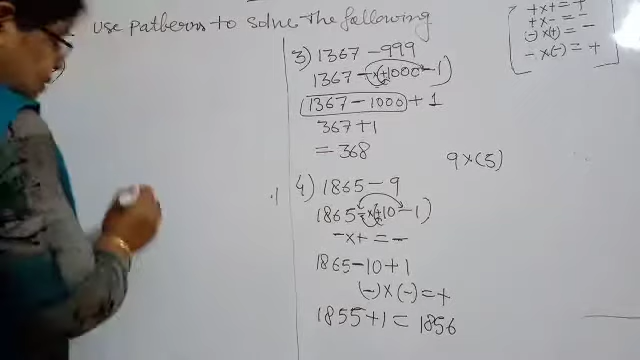 use patberns to solve the following
+ x + = +
+ x - = -
(-) x (+) = -
- x (-) = +
3) 1367 - 999
1367 - x (+1000 - 1)
1367 - 1000 + 1
367 + 1
= 368
9 x (5)
4) 1865 - 9
1865 - x (+10 - 1)
- x + = -
1865 - 10 + 1
(-) x (-) = +
1855 + 1 = 1856